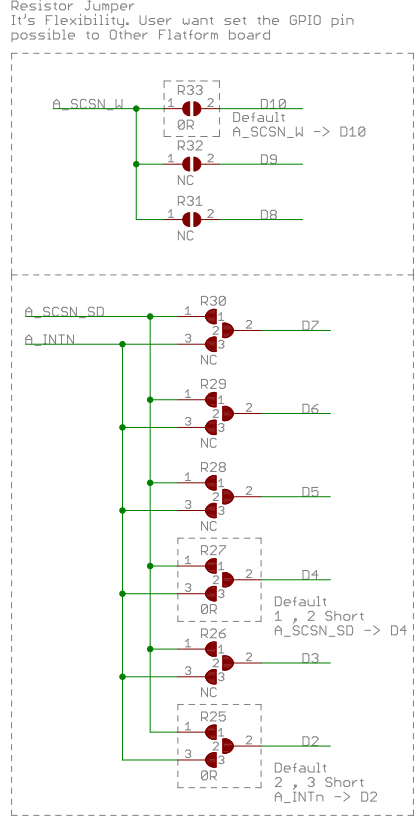 Resistor Jumper
It's Flexibility. User want set the GPIO pin
possible to Other Flatform board
R33
A_SCSN_W 1 2 D10
0R
Default
A_SCSN_W -> D10
R32
1 2 D9
NC
R31
1 2 D8
NC
R30
A_SCSN_SD 1 1 2 2 D7
A_INTN 3 3
NC
R29
1 1 2 2 D6
3 3
NC
R28
1 1 2 2 D5
3 3
NC
R27
1 1 2 2 D4
3 3
0R
Default
1 , 2 Short
A_SCSN_SD -> D4
R26
1 1 2 2 D3
3 3
NC
R25
1 1 2 2 D2
3 3
0R
Default
2 , 3 Short
A_INTn -> D2